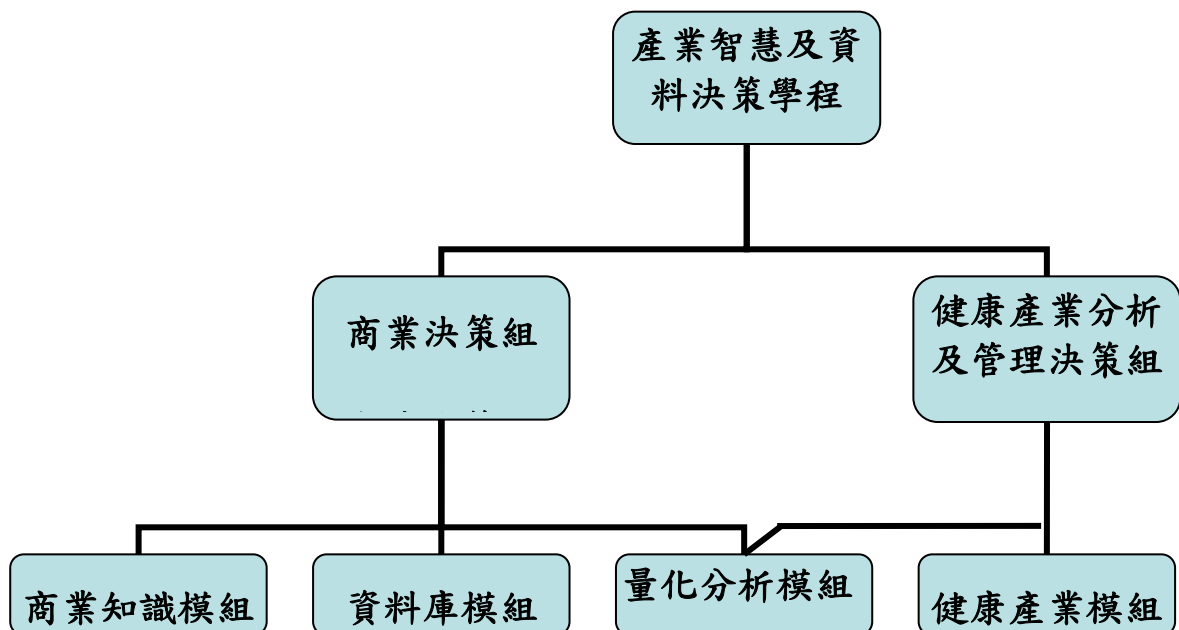 產業智慧及資
料決策學程
商業決策組
健康產業分析
及管理決策組
商業知識模組
資料庫模組
量化分析模組
健康產業模組